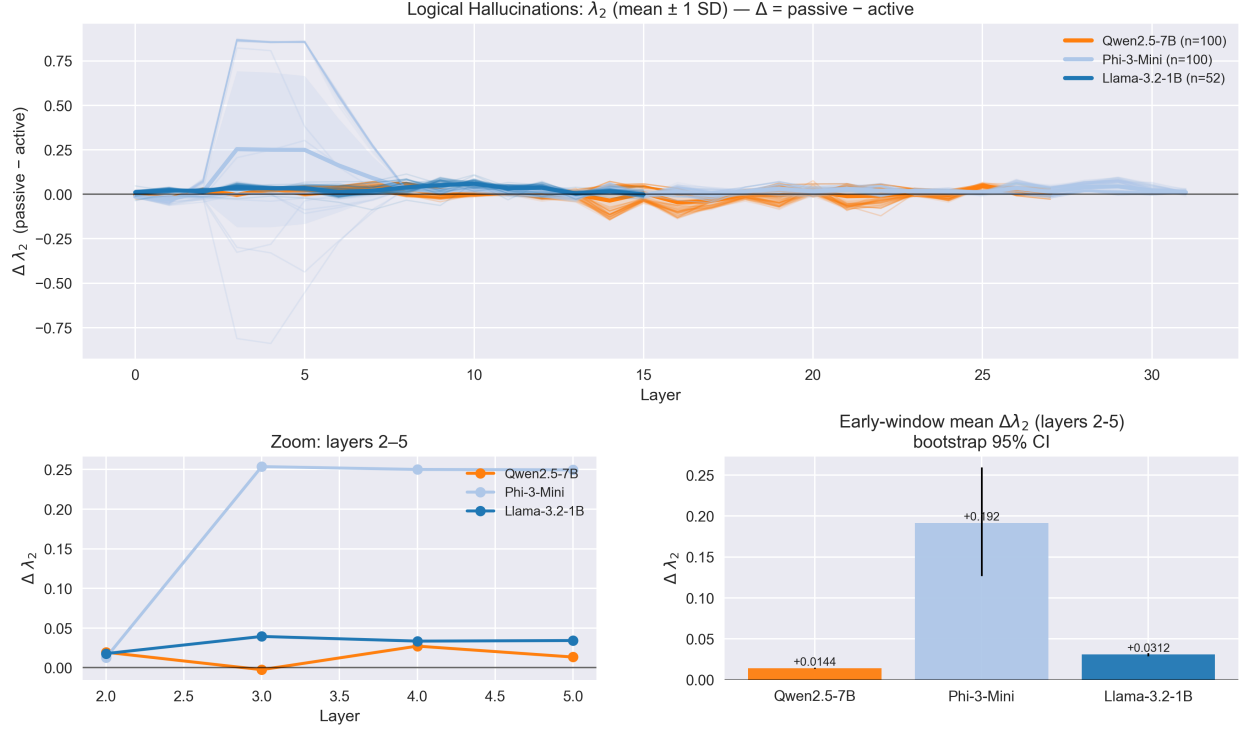 Logical Hallucinations: λ₂ (mean ± 1 SD) — Δ = passive − active
Qwen2.5-7B (n=100)
Phi-3-Mini (n=100)
Llama-3.2-1B (n=52)
Δ λ₂ (passive − active)
0.75
0.50
0.25
0.00
−0.25
−0.50
−0.75
0 5 10 15 20 25 30
Layer
Zoom: layers 2–5
Qwen2.5-7B
Phi-3-Mini
Llama-3.2-1B
Δ λ₂
0.25
0.20
0.15
0.10
0.05
0.00
2.0 2.5 3.0 3.5 4.0 4.5 5.0
Layer
Early-window mean Δλ₂ (layers 2-5)
bootstrap 95% CI
Δ λ₂
0.25
0.20
0.15
0.10
0.05
0.00
+0.0144
+0.192
+0.0312
Qwen2.5-7B Phi-3-Mini Llama-3.2-1B